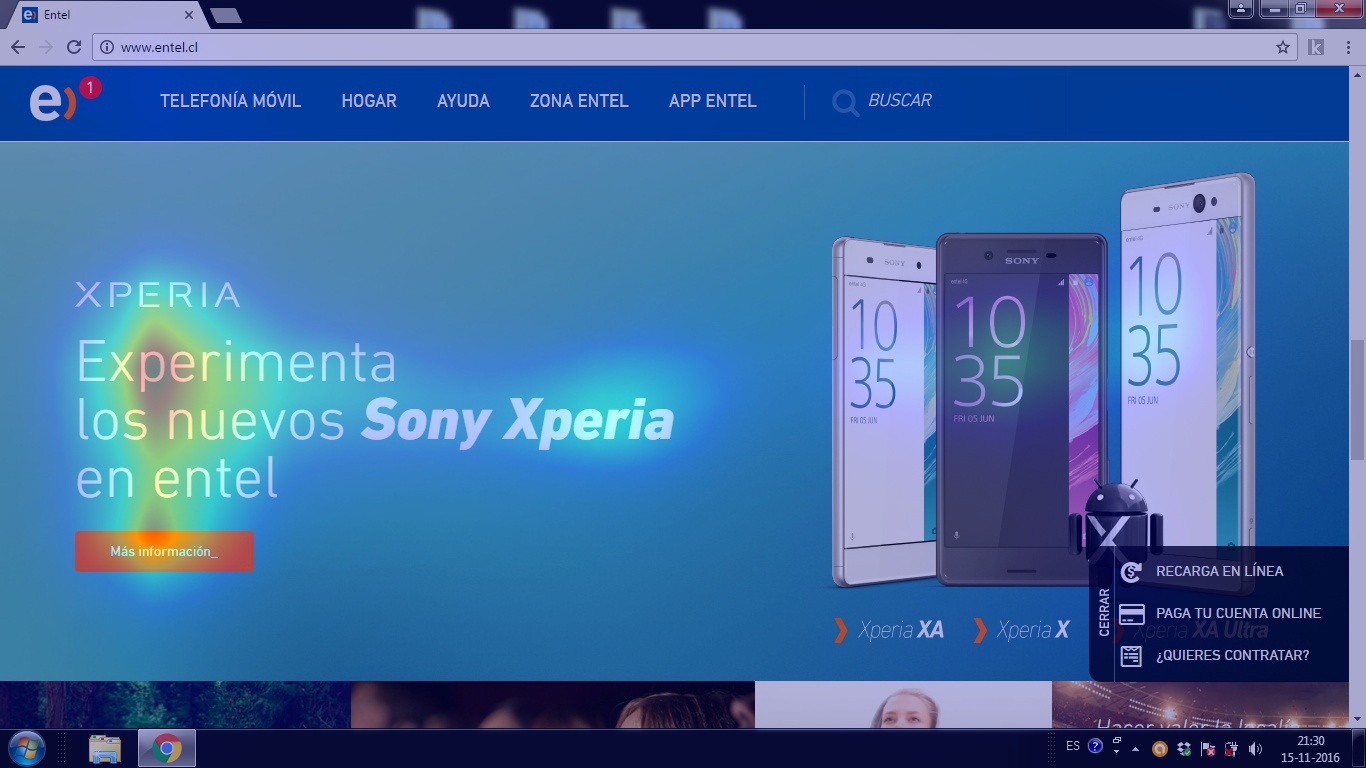 Entel
www.entel.cl
e) 1
TELEFONÍA MÓVIL HOGAR AYUDA ZONA ENTEL APP ENTEL BUSCAR
XPERIA
Experimenta
los nuevos Sony Xperia
en entel
Más información_
SONY
10
35
FRI 05 JUN
SONY
10
35
FRI 05 JUN
SONY
10
35
FRI 05 JUN
Xperia XA Xperia X Xperia XA Ultra
CERRAR
RECARGA EN LÍNEA
PAGA TU CUENTA ONLINE
¿QUIERES CONTRATAR?
Hacer valer la localía
ES
21:30
15-11-2016